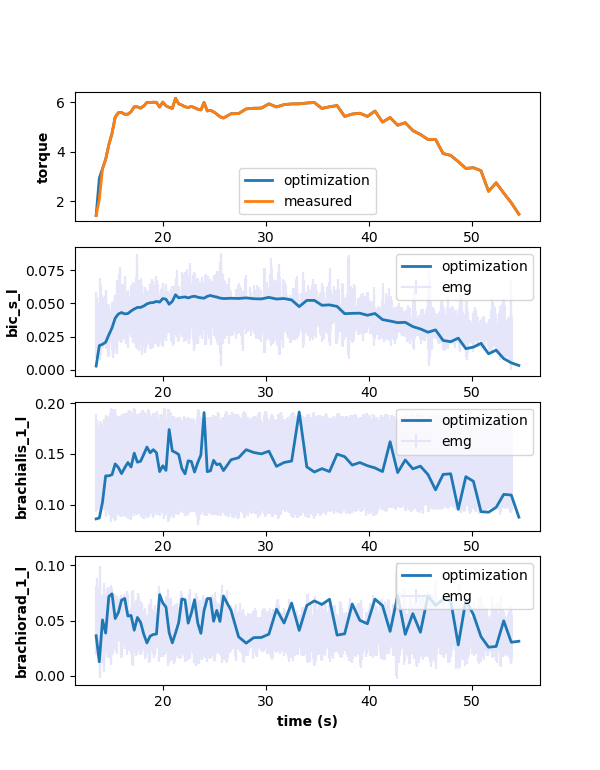 torque
6
4
2
optimization
measured
20 30 40 50
bic_s_l
0.075
0.050
0.025
0.000
optimization
emg
20 30 40 50
brachialis_1_l
0.20
0.15
0.10
optimization
emg
20 30 40 50
brachiorad_1_l
0.10
0.05
0.00
optimization
emg
20 30 40 50
time (s)